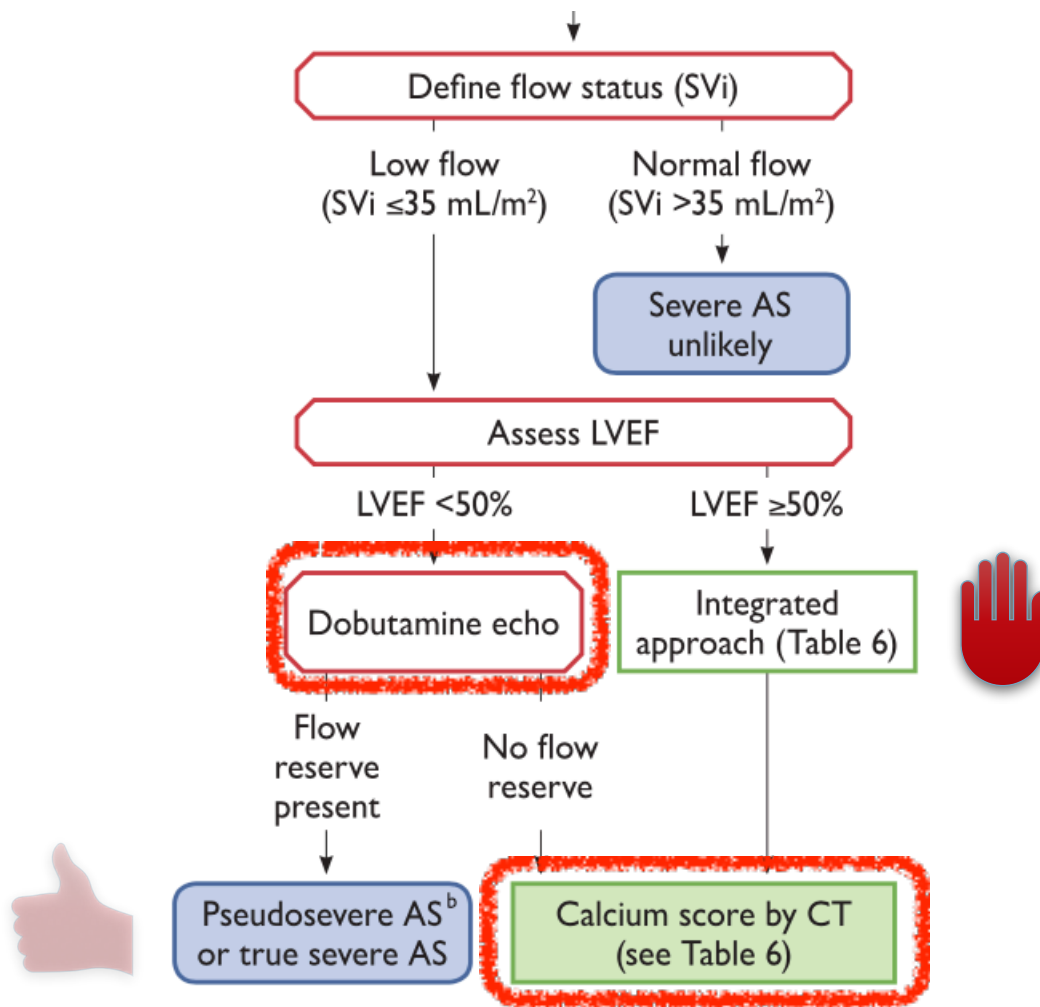 Define flow status (SVi)
Low flow
(SVi ≤35 mL/m²)
Normal flow
(SVi >35 mL/m²)
Severe AS
unlikely
Assess LVEF
LVEF <50%
LVEF ≥50%
Dobutamine echo
Integrated
approach (Table 6)
Flow
reserve
present
No flow
reserve
Pseudosevere ASᵇ
or true severe AS
Calcium score by CT
(see Table 6)